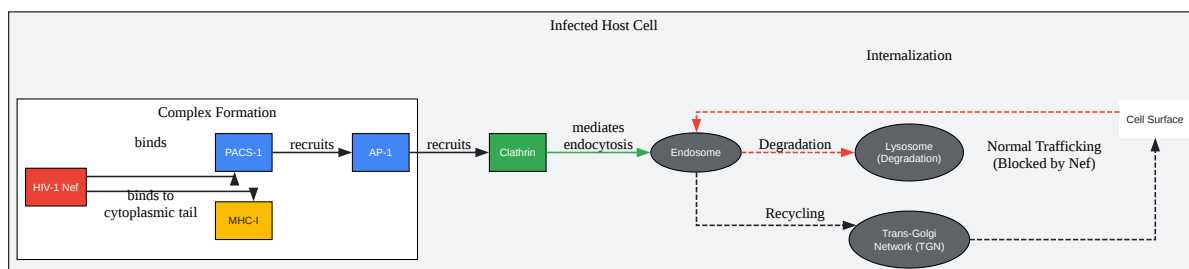 Infected Host Cell
Internalization
Complex Formation
binds
HIV-1 Nef
PACS-1
recruits
AP-1
recruits
Clathrin
mediates
endocytosis
Endosome
Degradation
Lysosome
(Degradation)
Normal Trafficking
(Blocked by Nef)
Cell Surface
binds to
cytoplasmic tail
MHC-I
Recycling
Trans-Golgi
Network (TGN)